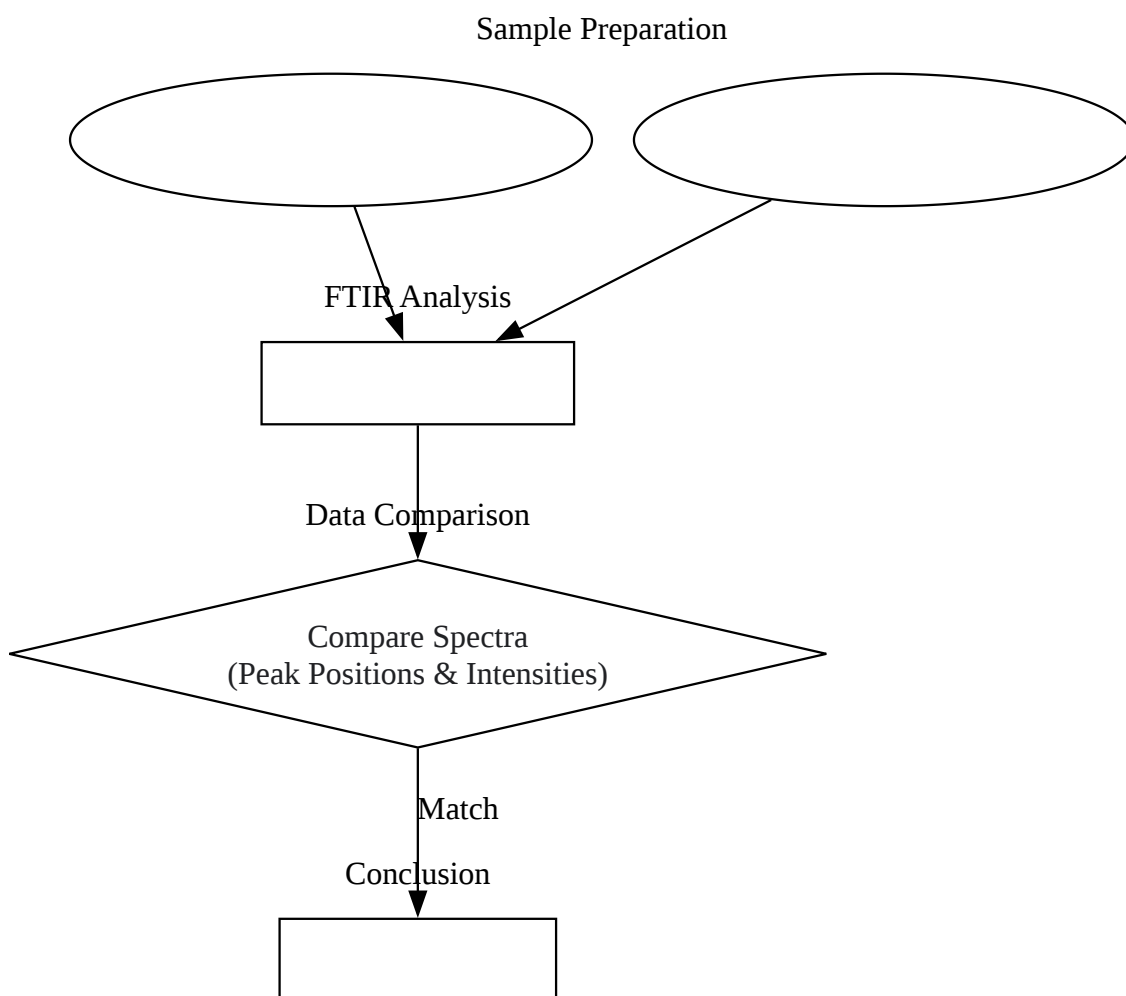 Sample Preparation
FTIR Analysis
Data Comparison
Compare Spectra
(Peak Positions & Intensities)
Match
Conclusion